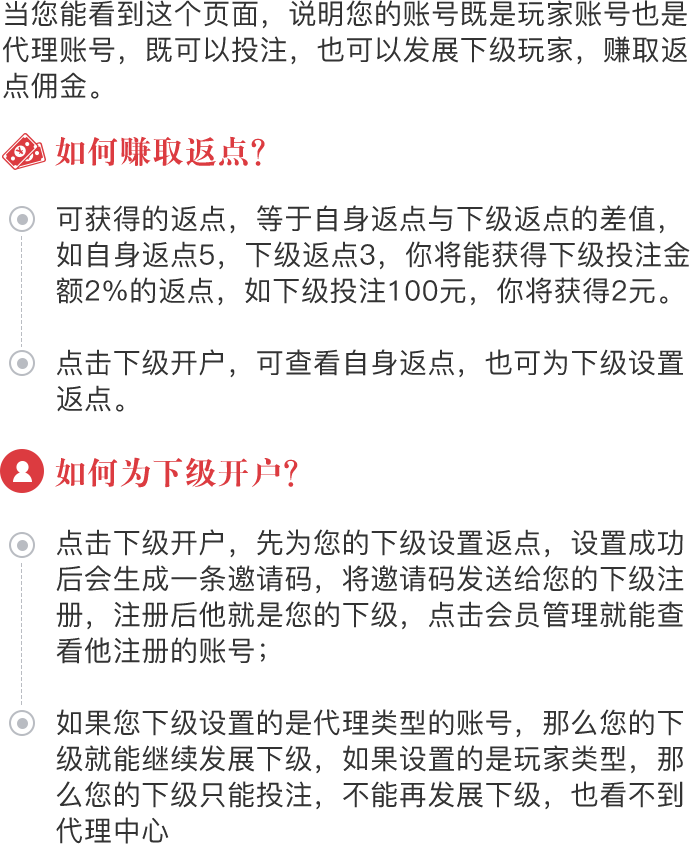 当您能看到这个页面，说明您的账号既是玩家账号也是
代理账号，既可以投注，也可以发展下级玩家，赚取返
点佣金。
如何赚取返点？
可获得的返点，等于自身返点与下级返点的差值，
如自身返点5，下级返点3，你将能获得下级投注金
额2%的返点，如下级投注100元，你将获得2元。
点击下级开户，可查看自身返点，也可为下级设置
返点。
如何为下级开户？
点击下级开户，先为您的下级设置返点，设置成功
后会生成一条邀请码，将邀请码发送给您的下级注
册，注册后他就是您的下级，点击会员管理就能查
看他注册的账号；
如果您下级设置的是代理类型的账号，那么您的下
级就能继续发展下级，如果设置的是玩家类型，那
么您的下级只能投注，不能再发展下级，也看不到
代理中心